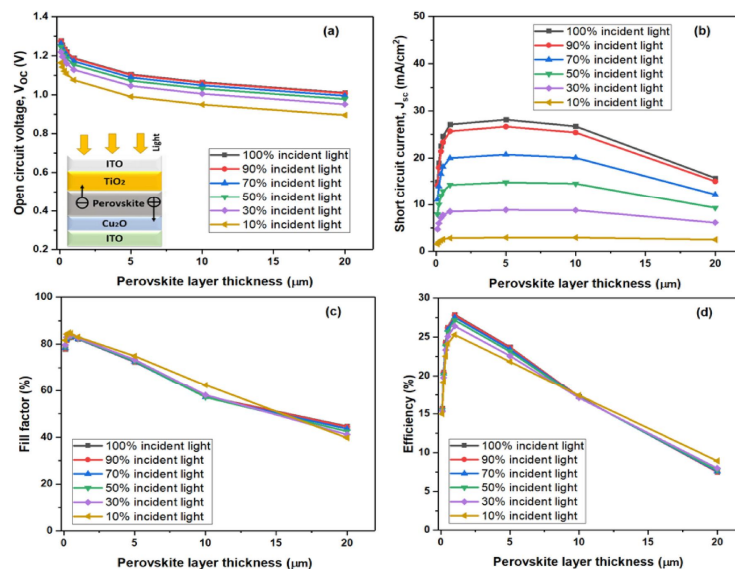 (a)
Open circuit voltage, V_OC (V)
1.4
1.2
1.0
0.8
0.6
0.4
0.2
Light
ITO
TiO₂
Perovskite
Cu₂O
ITO
100% incident light
90% incident light
70% incident light
50% incident light
30% incident light
10% incident light
0 5 10 15 20
Perovskite layer thickness (μm)
(b)
Short circuit current, J_sc (mA/cm²)
50
40
30
20
10
0
100% incident light
90% incident light
70% incident light
50% incident light
30% incident light
10% incident light
0 5 10 15 20
Perovskite layer thickness (μm)
(c)
Fill factor (%)
100
80
60
40
20
0
100% incident light
90% incident light
70% incident light
50% incident light
30% incident light
10% incident light
0 5 10 15 20
Perovskite layer thickness (μm)
(d)
Efficiency (%)
30
25
20
15
10
5
0
100% incident light
90% incident light
70% incident light
50% incident light
30% incident light
10% incident light
0 5 10 15 20
Perovskite layer thickness (μm)